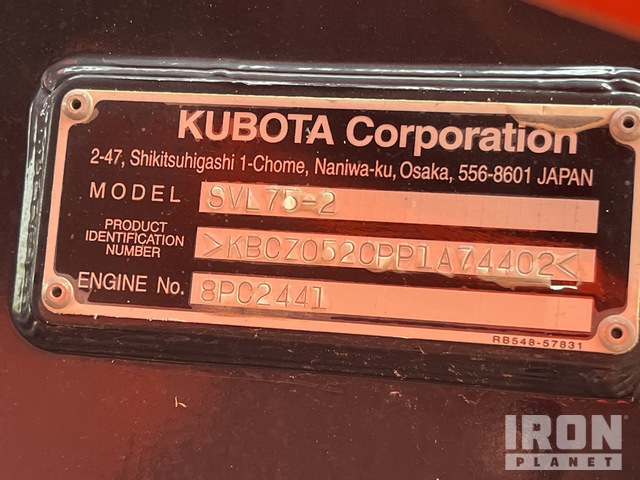 KUBOTA Corporation
2-47, Shikitsuhigashi 1-Chome, Naniwa-ku, Osaka, 556-8601 JAPAN
MODEL SVL75-2
PRODUCT IDENTIFICATION NUMBER >KBCZ052CPP1A74402<
ENGINE No. 8PC2441
RB548-57831
IRON
PLANET